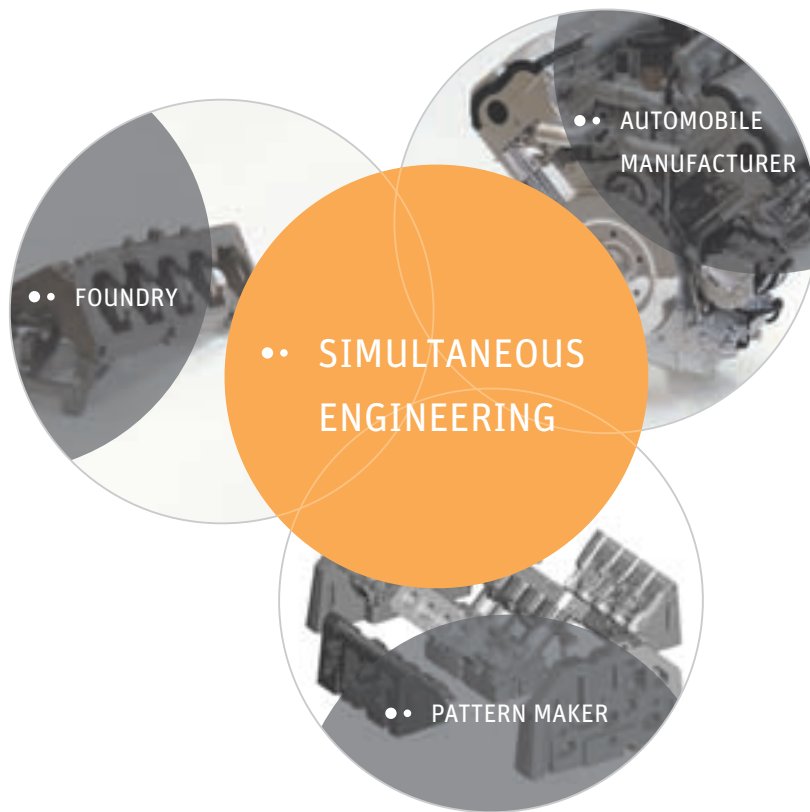 AUTOMOBILE
MANUFACTURER
FOUNDRY
SIMULTANEOUS
ENGINEERING
PATTERN MAKER